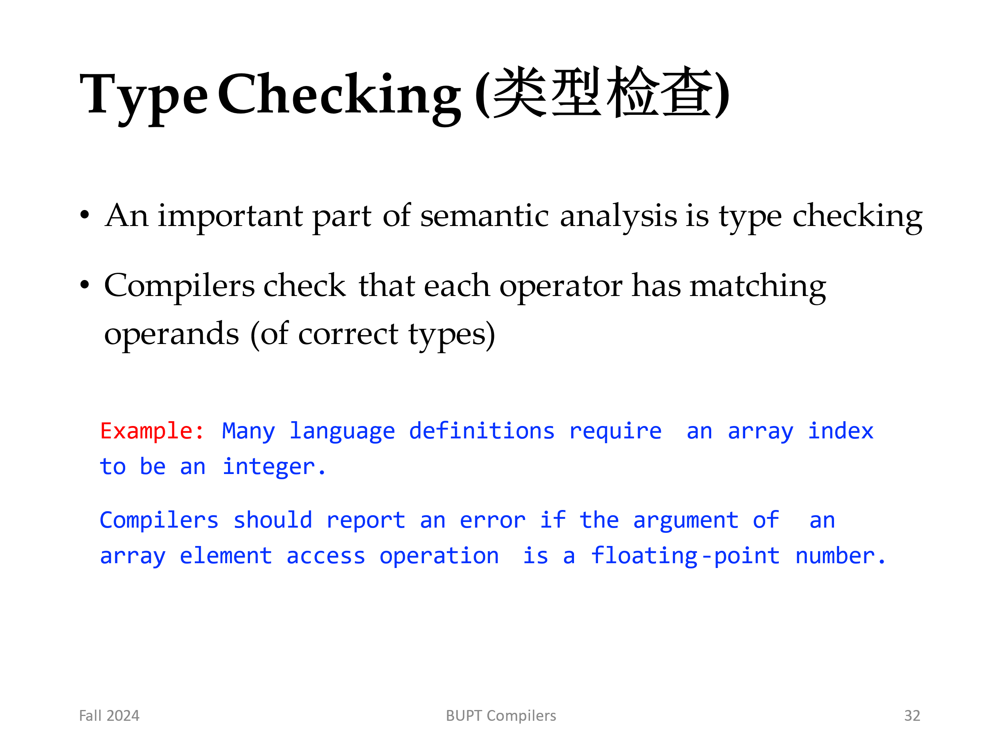 Type Checking (类型检查)
• An important part of semantic analysis is type checking
• Compilers check that each operator has matching
operands (of correct types)
Example: Many language definitions require an array index
to be an integer.
Compilers should report an error if the argument of an
array element access operation is a floating-point number.
Fall 2024
BUPT Compilers
32